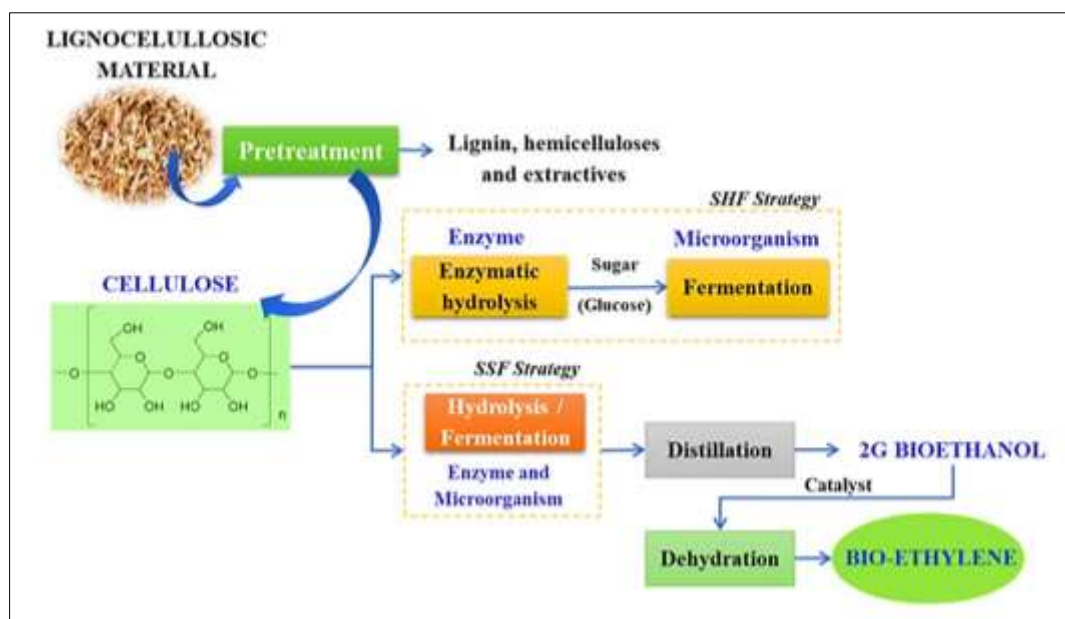 LIGNOCELULLOSIC
MATERIAL
Pretreatment
Lignin, hemicelluloses
and extractives
SHF Strategy
Enzyme
Microorganism
Enzymatic
hydrolysis
Sugar
(Glucose)
Fermentation
CELLULOSE
OH
OH
O
O
O
O
O
HO
OH
HO
OH
n
SSF Strategy
Hydrolysis /
Fermentation
Enzyme and
Microorganism
Distillation
2G BIOETHANOL
Catalyst
Dehydration
BIO-ETHYLENE